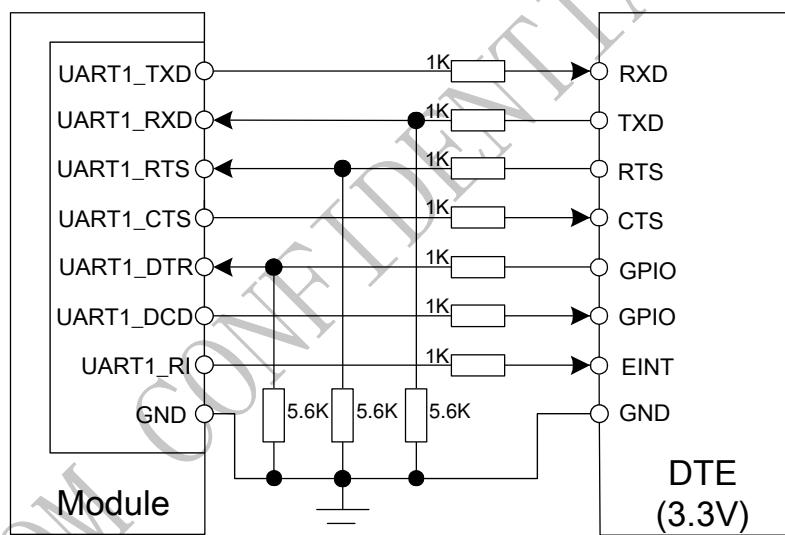 UART1_TXD 1K RXD
UART1_RXD 1K TXD
UART1_RTS 1K RTS
UART1_CTS 1K CTS
UART1_DTR GPIO
UART1_DCD 1K GPIO
UART1_RI 1K EINT
GND 5.6K 5.6K 5.6K GND
Module
DTE
(3.3V)
CONFIDENTIA